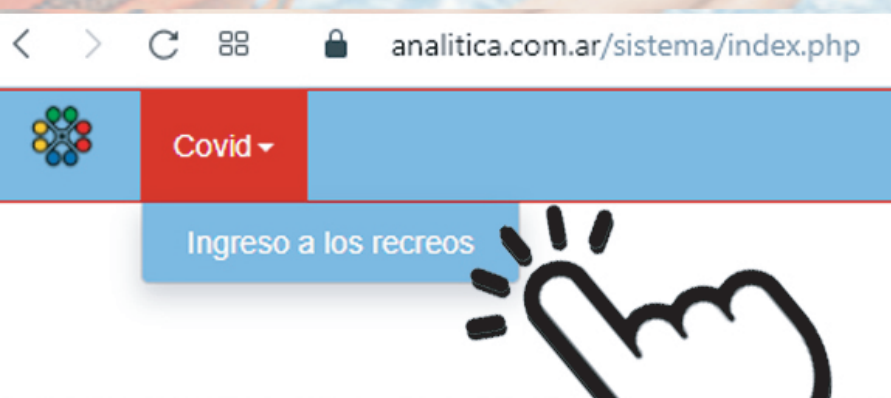 analitica.com.ar/sistema/index.php
Covid
Ingreso a los recreos